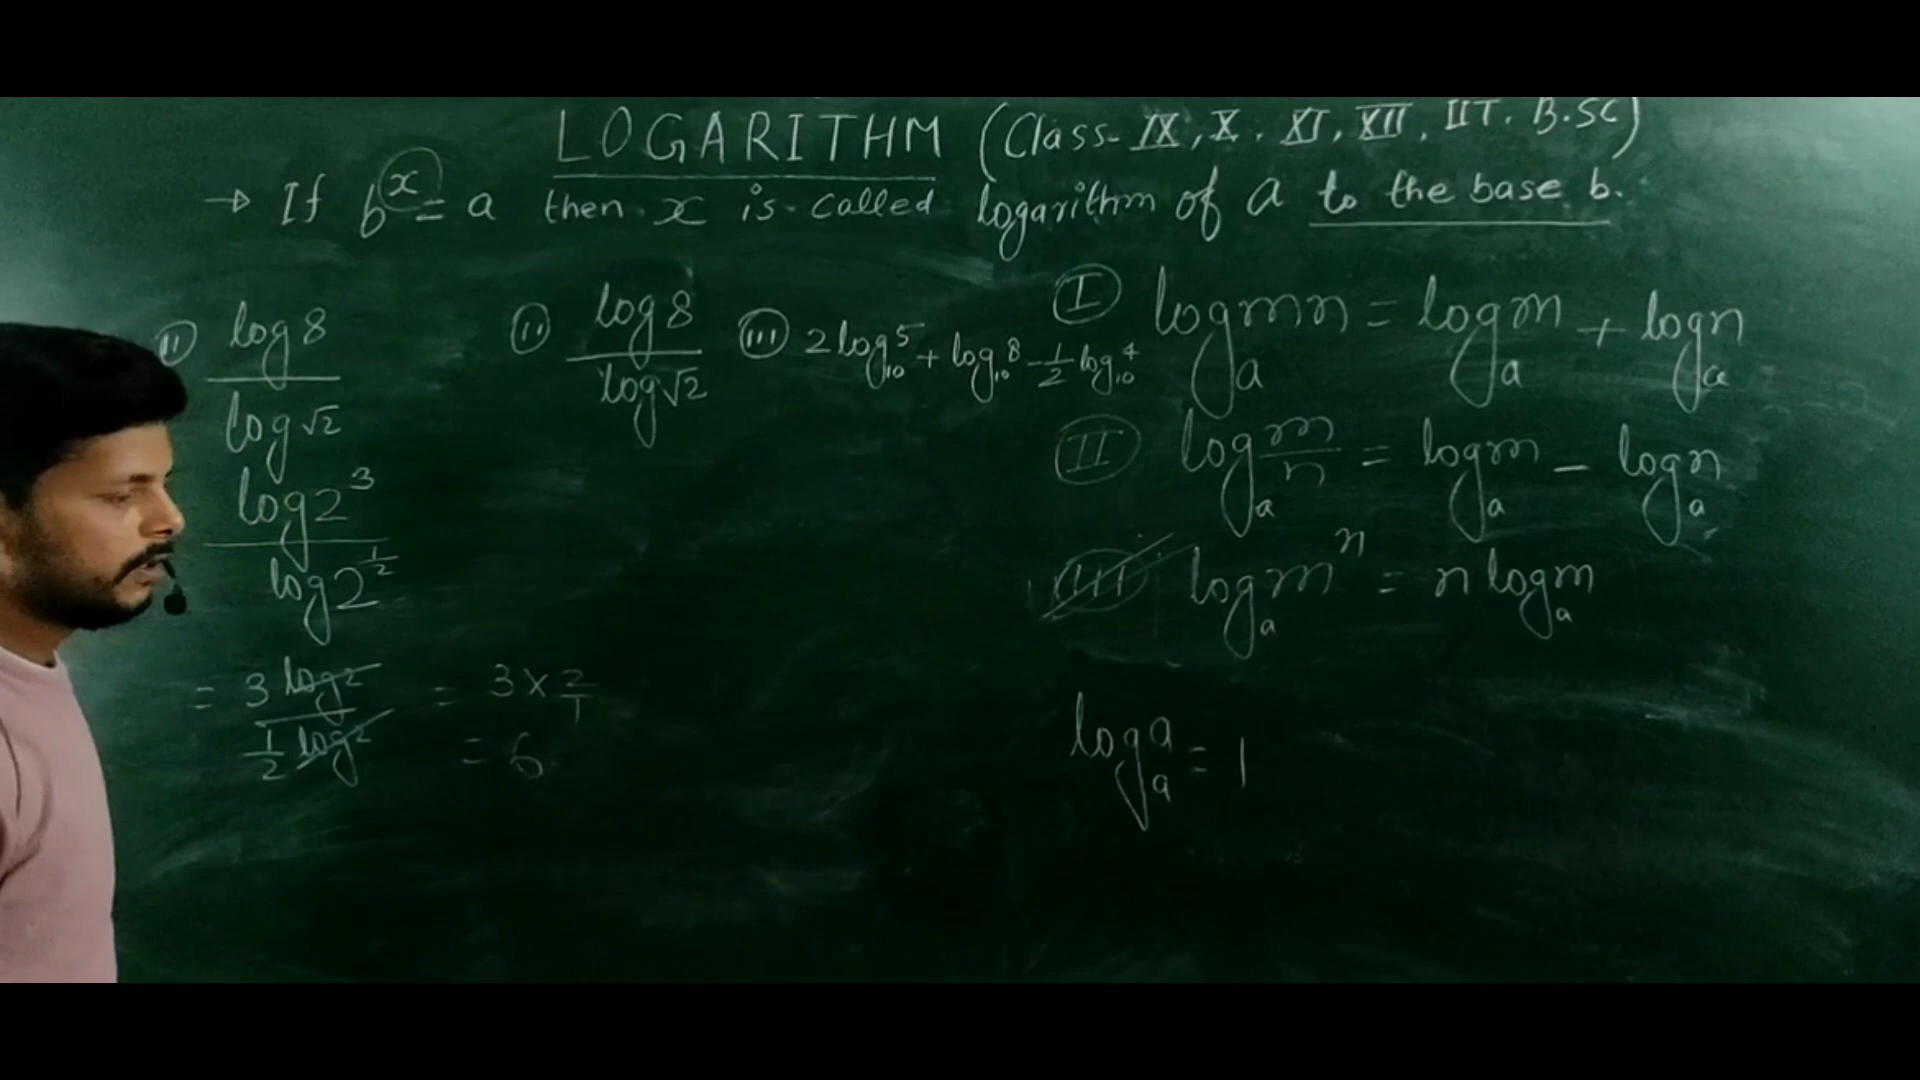 LOGARITHM (Class- IX, X, XI, XII, IIT, B.SC)
→ If bˣ = a then x is called logarithm of a to the base b.
(I) logₐ mn = logₐ m + logₐ n
(II) logₐ m/n = logₐ m - logₐ n
(III) logₐ mⁿ = n logₐ m
logₐ a = 1
(II) log 8 / log √2
log 2³ / log 2^(1/2)
= 3 log 2 / 1/2 log 2 = 3 × 2/1
= 6
(II) log 8 / log √2
(III) 2 log₁₀ 5 + log₁₀ 8 - 1/2 log₁₀ 4